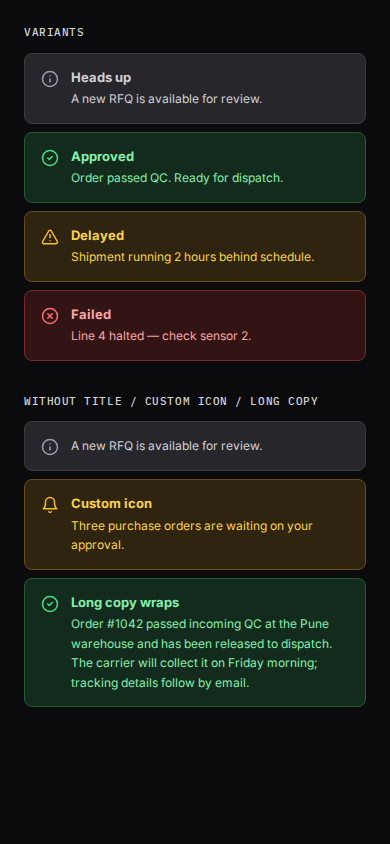 VARIANTS
Heads up
A new RFQ is available for review.
Approved
Order passed QC. Ready for dispatch.
Delayed
Shipment running 2 hours behind schedule.
Failed
Line 4 halted — check sensor 2.
WITHOUT TITLE / CUSTOM ICON / LONG COPY
A new RFQ is available for review.
Custom icon
Three purchase orders are waiting on your
approval.
Long copy wraps
Order #1042 passed incoming QC at the Pune
warehouse and has been released to dispatch.
The carrier will collect it on Friday morning;
tracking details follow by email.